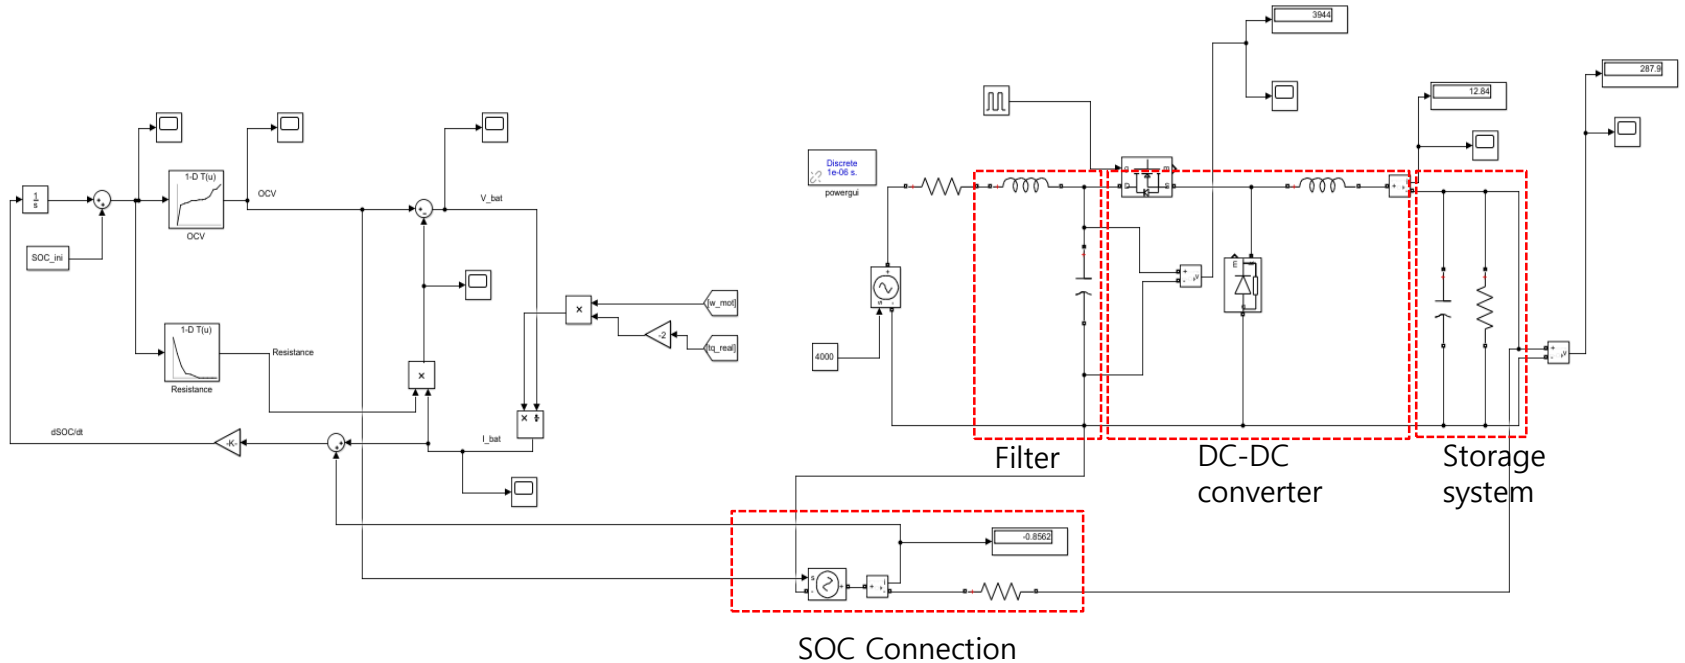 3944
287.9
12.84
Discrete
1e-06 s.
powergui
1-D T(u)
OCV
OCV
V_bat
1
s
SOC_ini
[w_mot]
-2
[tq_real]
1-D T(u)
Resistance
Resistance
4000
dSOC/dt
-K-
I_bat
Filter
DC-DC
converter
Storage
system
-0.8562
SOC Connection